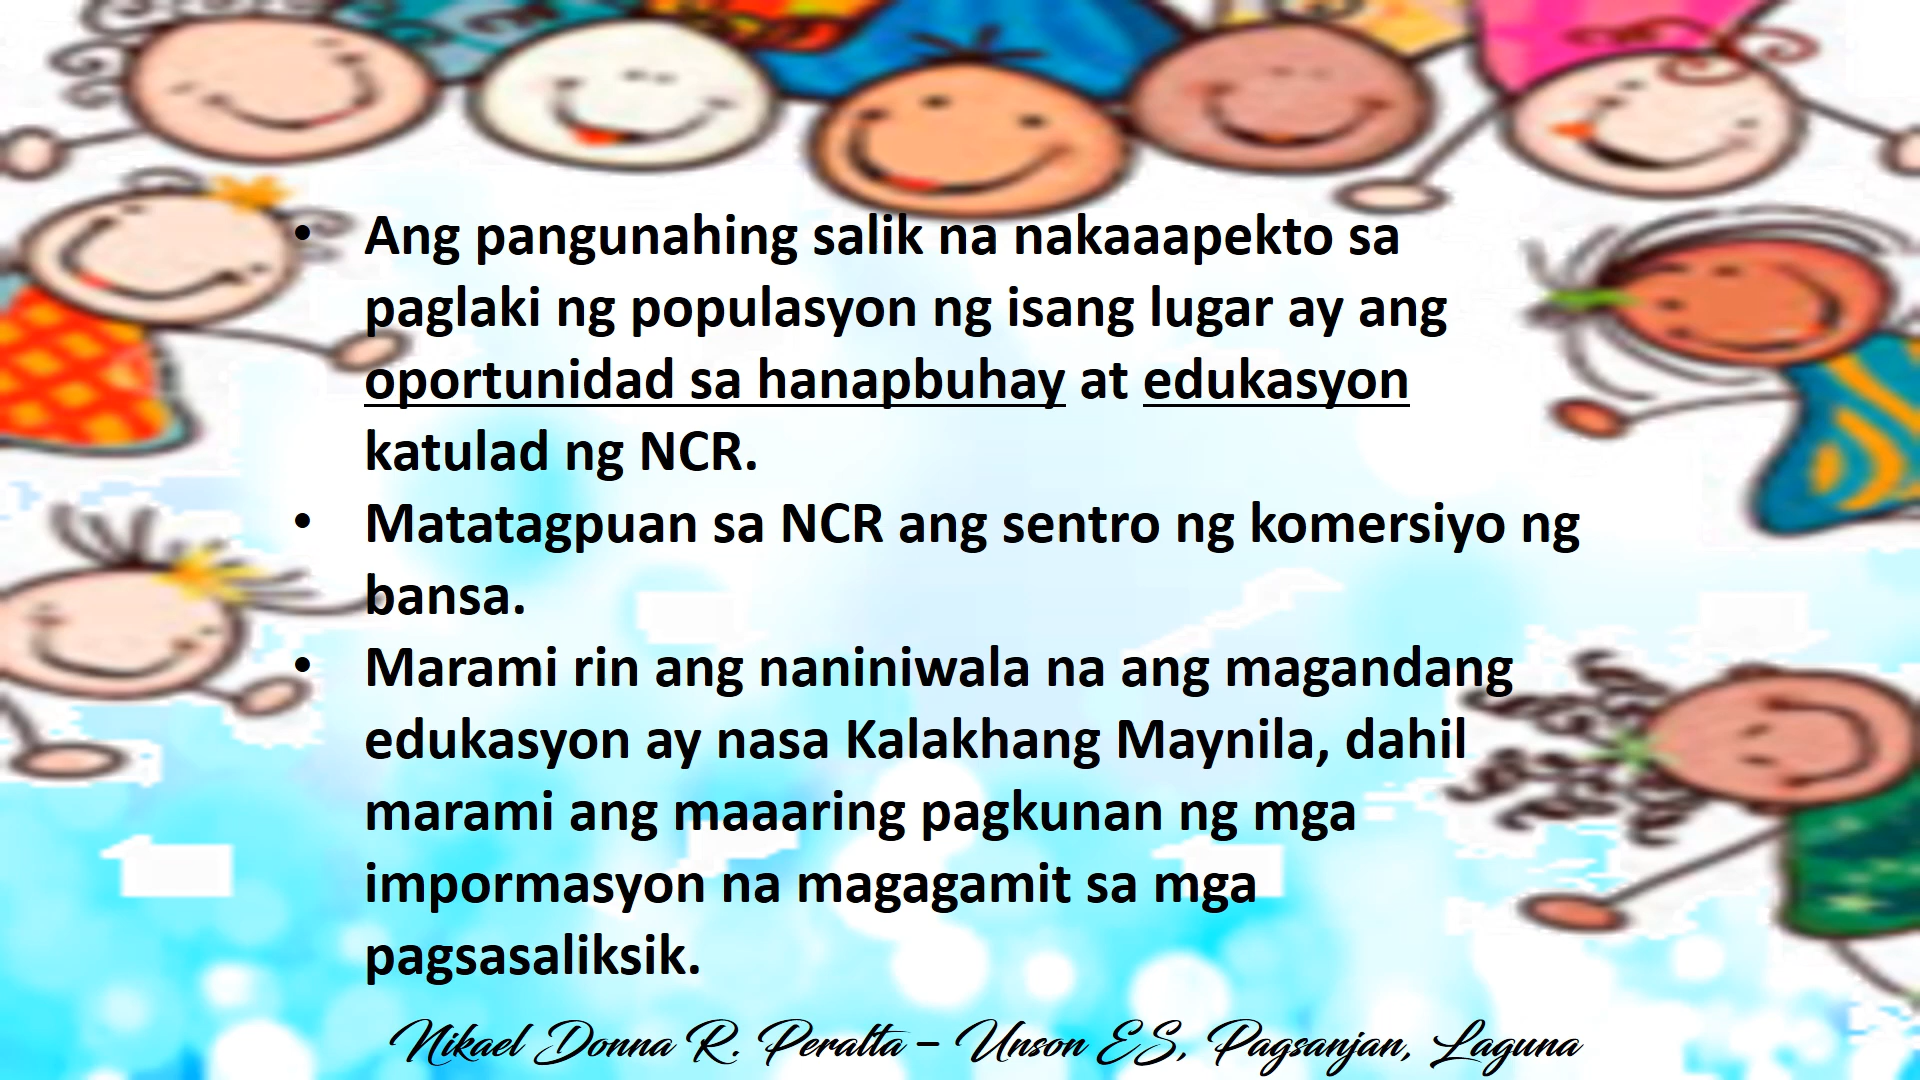 • Ang pangunahing salik na nakaaapekto sa
paglaki ng populasyon ng isang lugar ay ang
oportunidad sa hanapbuhay at edukasyon
katulad ng NCR.
• Matatagpuan sa NCR ang sentro ng komersiyo ng
bansa.
• Marami rin ang naniniwala na ang magandang
edukasyon ay nasa Kalakhang Maynila, dahil
marami ang maaaring pagkunan ng mga
impormasyon na magagamit sa mga
pagsasaliksik.
Nikael Donna R. Peralta – Unson ES, Pagsanjan, Laguna